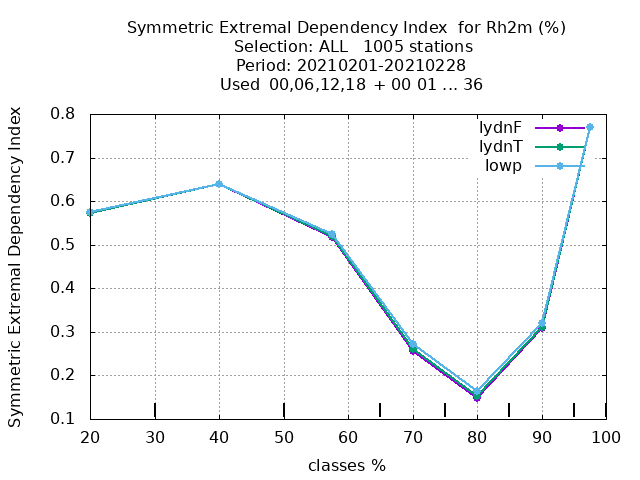 Symmetric Extremal Dependency Index  for Rh2m (%)
Selection: ALL   1005 stations
Period: 20210201-20210228
Used  00,06,12,18  + 00 01 ... 36
Symmetric Extremal Dependency Index
0.8
0.7
0.6
0.5
0.4
0.3
0.2
0.1
lydnF
lydnT
lowp
20 30 40 50 60 70 80 90 100
classes %